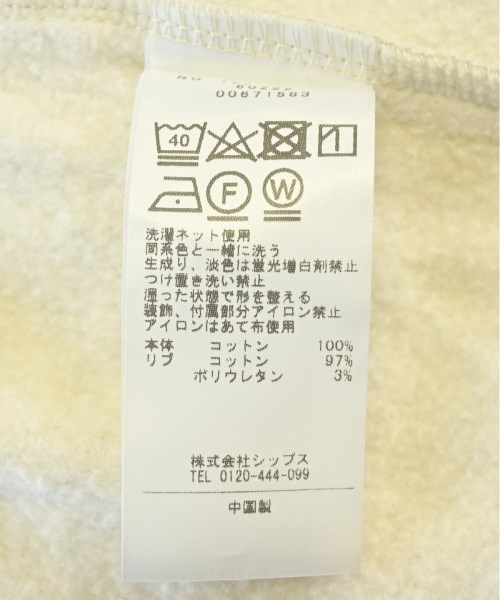 00671583
40
F
W
洗濯ネット使用
同系色と一緒に洗う
生成り、淡色は蛍光増白剤禁止
つけ置き洗い禁止
湿った状態で形を整える
装飾、付属部分アイロン禁止
アイロンはあて布使用
本体 コットン 100%
リブ コットン 97%
ポリウレタン 3%
株式会社シップス
TEL 0120-444-099
中国製